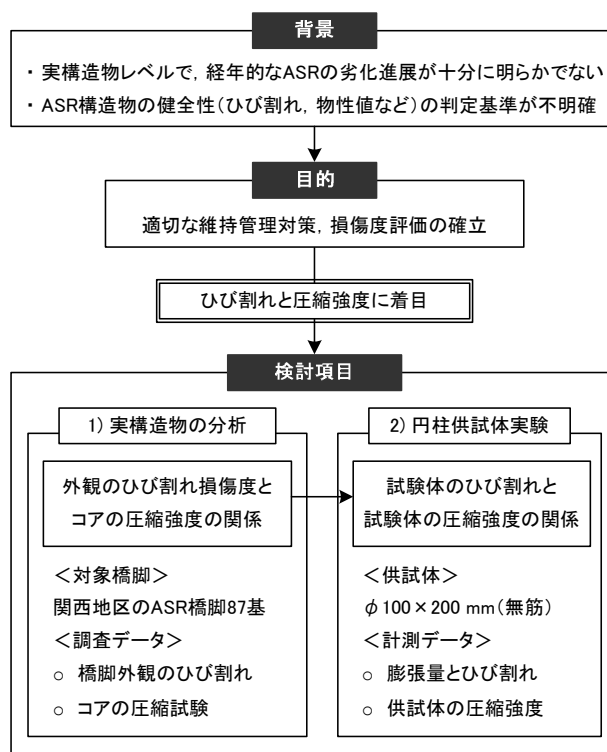 背景
・ 実構造物レベルで, 経年的なASRの劣化進展が十分に明らかでない
・ ASR構造物の健全性(ひび割れ, 物性値など)の判定基準が不明確
目的
適切な維持管理対策, 損傷度評価の確立
ひび割れと圧縮強度に着目
検討項目
1) 実構造物の分析
外観のひび割れ損傷度と
コアの圧縮強度の関係
<対象橋脚>
関西地区のASR橋脚87基
<調査データ>
○ 橋脚外観のひび割れ
○ コアの圧縮試験
2) 円柱供試体実験
試験体のひび割れと
試験体の圧縮強度の関係
<供試体>
φ100×200 mm(無筋)
<計測データ>
○ 膨張量とひび割れ
○ 供試体の圧縮強度